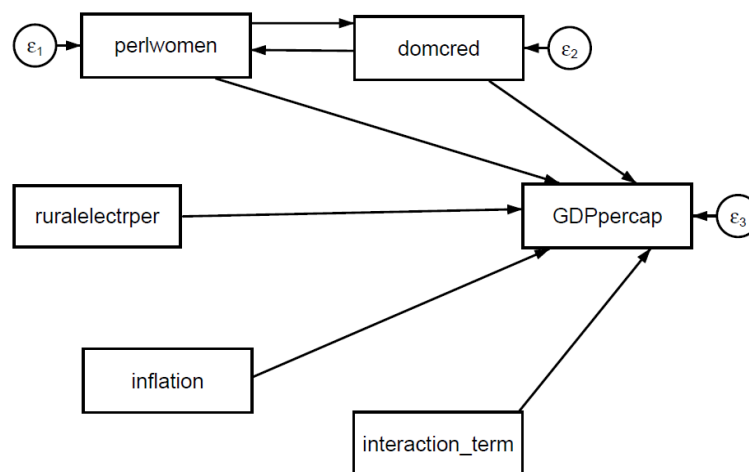 ε1
perlwomen
domcred
ε2
ruralelectrper
GDPpercap
ε3
inflation
interaction_term